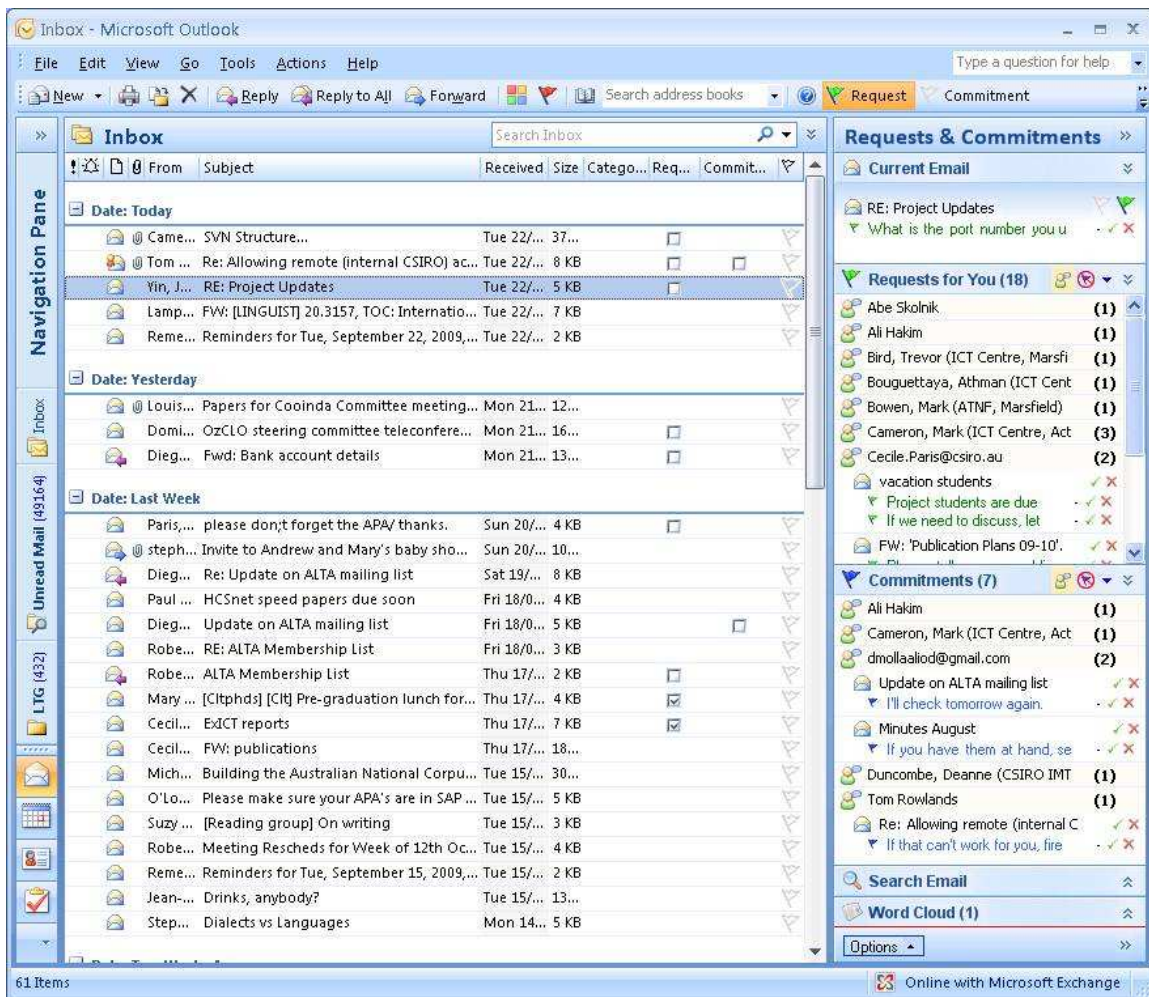 Inbox - Microsoft Outlook
File Edit View Go Tools Actions Help Type a question for help
New Reply Reply to All Forward Search address books Request Commitment
Inbox Search Inbox
! From Subject Received Size Catego... Req... Commit...
Date: Today
Came... SVN Structure... Tue 22/... 37...
Tom ... Re: Allowing remote (internal CSIRO) ac... Tue 22/... 8 KB
Yin, J... RE: Project Updates Tue 22/... 5 KB
Lamp... FW: [LINGUIST] 20.3157, TOC: Internatio... Tue 22/... 7 KB
Reme... Reminders for Tue, September 22, 2009,... Tue 22/... 2 KB
Date: Yesterday
Louis... Papers for Cooinda Committee meeting... Mon 21... 12...
Domi... OzCLO steering committee teleconfere... Mon 21... 16...
Dieg... Fwd: Bank account details Mon 21... 13...
Date: Last Week
Paris,... please don;t forget the APA/ thanks. Sun 20/... 4 KB
steph... Invite to Andrew and Mary's baby sho... Sun 20/... 10...
Dieg... Re: Update on ALTA mailing list Sat 19/... 8 KB
Paul ... HCSnet speed papers due soon Fri 18/0... 4 KB
Dieg... Update on ALTA mailing list Fri 18/0... 5 KB
Robe... RE: ALTA Membership List Fri 18/0... 3 KB
Robe... ALTA Membership List Thu 17/... 2 KB
Mary ... [Cltphds] [Clt] Pre-graduation lunch for... Thu 17/... 4 KB
Cecil... ExICT reports Thu 17/... 7 KB
Cecil... FW: publications Thu 17/... 18...
Mich... Building the Australian National Corpu... Tue 15/... 30...
O'Lo... Please make sure your APA's are in SAP ... Tue 15/... 5 KB
Suzy ... [Reading group] On writing Tue 15/... 3 KB
Robe... Meeting Rescheds for Week of 12th Oc... Tue 15/... 4 KB
Reme... Reminders for Tue, September 15, 2009,... Tue 15/... 2 KB
Jean-... Drinks, anybody? Tue 15/... 13...
Step... Dialects vs Languages Mon 14... 5 KB
Navigation Pane
Inbox
Unread Mail (49164)
LTG (432)
Requests & Commitments
Current Email
RE: Project Updates
What is the port number you u
Requests for You (18)
Abe Skolnik (1)
Ali Hakim (1)
Bird, Trevor (ICT Centre, Marsfi (1)
Bouguettaya, Athman (ICT Cent (1)
Bowen, Mark (ATNF, Marsfield) (1)
Cameron, Mark (ICT Centre, Act (3)
Cecile.Paris@csiro.au (2)
vacation students
Project students are due
If we need to discuss, let
FW: 'Publication Plans 09-10'.
Commitments (7)
Ali Hakim (1)
Cameron, Mark (ICT Centre, Act (1)
dmollaaliod@gmail.com (2)
Update on ALTA mailing list
I'll check tomorrow again.
Minutes August
If you have them at hand, se
Duncombe, Deanne (CSIRO IMT (1)
Tom Rowlands (1)
Re: Allowing remote (internal C
If that can't work for you, fire
Search Email
Word Cloud (1)
Options
61 Items Online with Microsoft Exchange